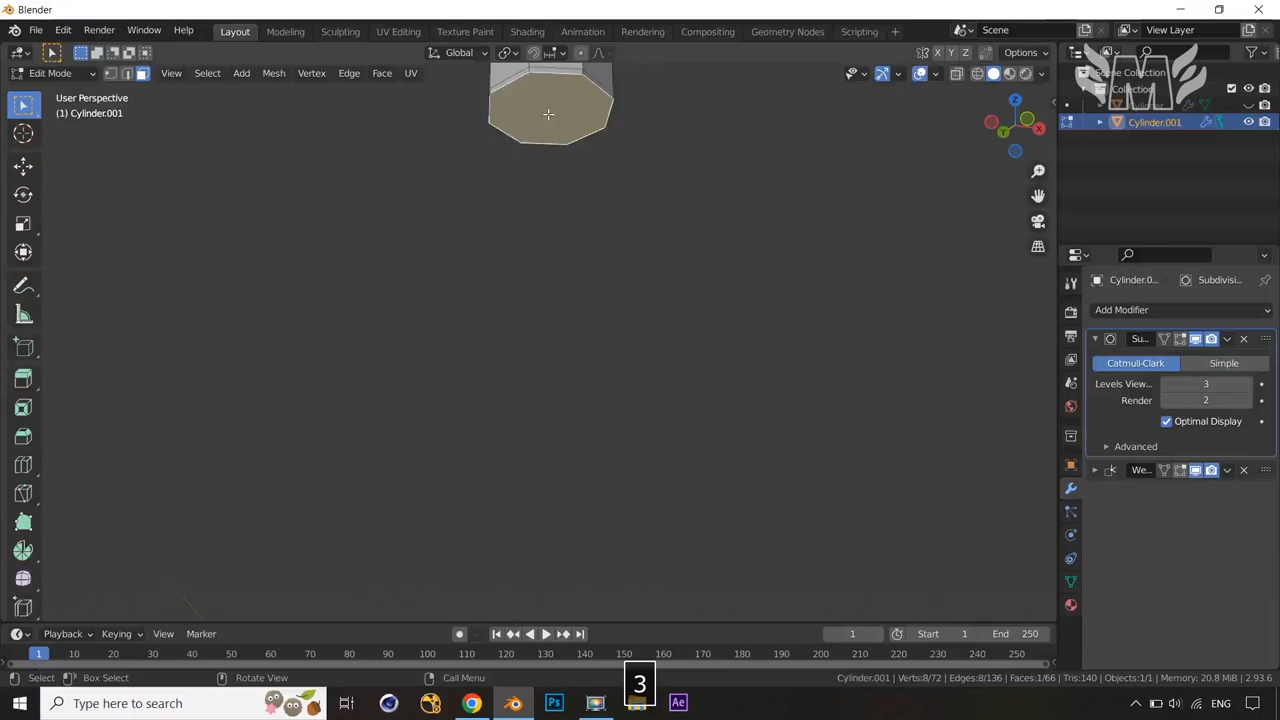 Blender
File Edit Render Window Help Layout Modeling Sculpting UV Editing Texture Paint Shading Animation Rendering Compositing Geometry Nodes Scripting Scene View Layer
Global X Y Z Options
Edit Mode View Select Add Mesh Vertex Edge Face UV
Scene Collection
Collection
Cylinder.001
User Perspective
(1) Cylinder.001
Z
Y
X
Cylinder.0... Subdivisi...
Add Modifier
Su...
Catmull-Clark Simple
Levels View... 3
Render 2
Optimal Display
Advanced
We...
Playback Keying View Marker 1 Start 1 End 250
1 10 20 30 40 50 60 70 80 90 100 110 120 130 140 150 160 170 180 190 200 210 220 230 240 250
Select Box Select Rotate View Call Menu Cylinder.001 | Verts:8/72 | Edges:8/136 | Faces:1/66 | Tris:140 | Objects:1/1 | Memory: 20.8 MiB | 2.93.6
3
Type here to search Ps Ae ENG